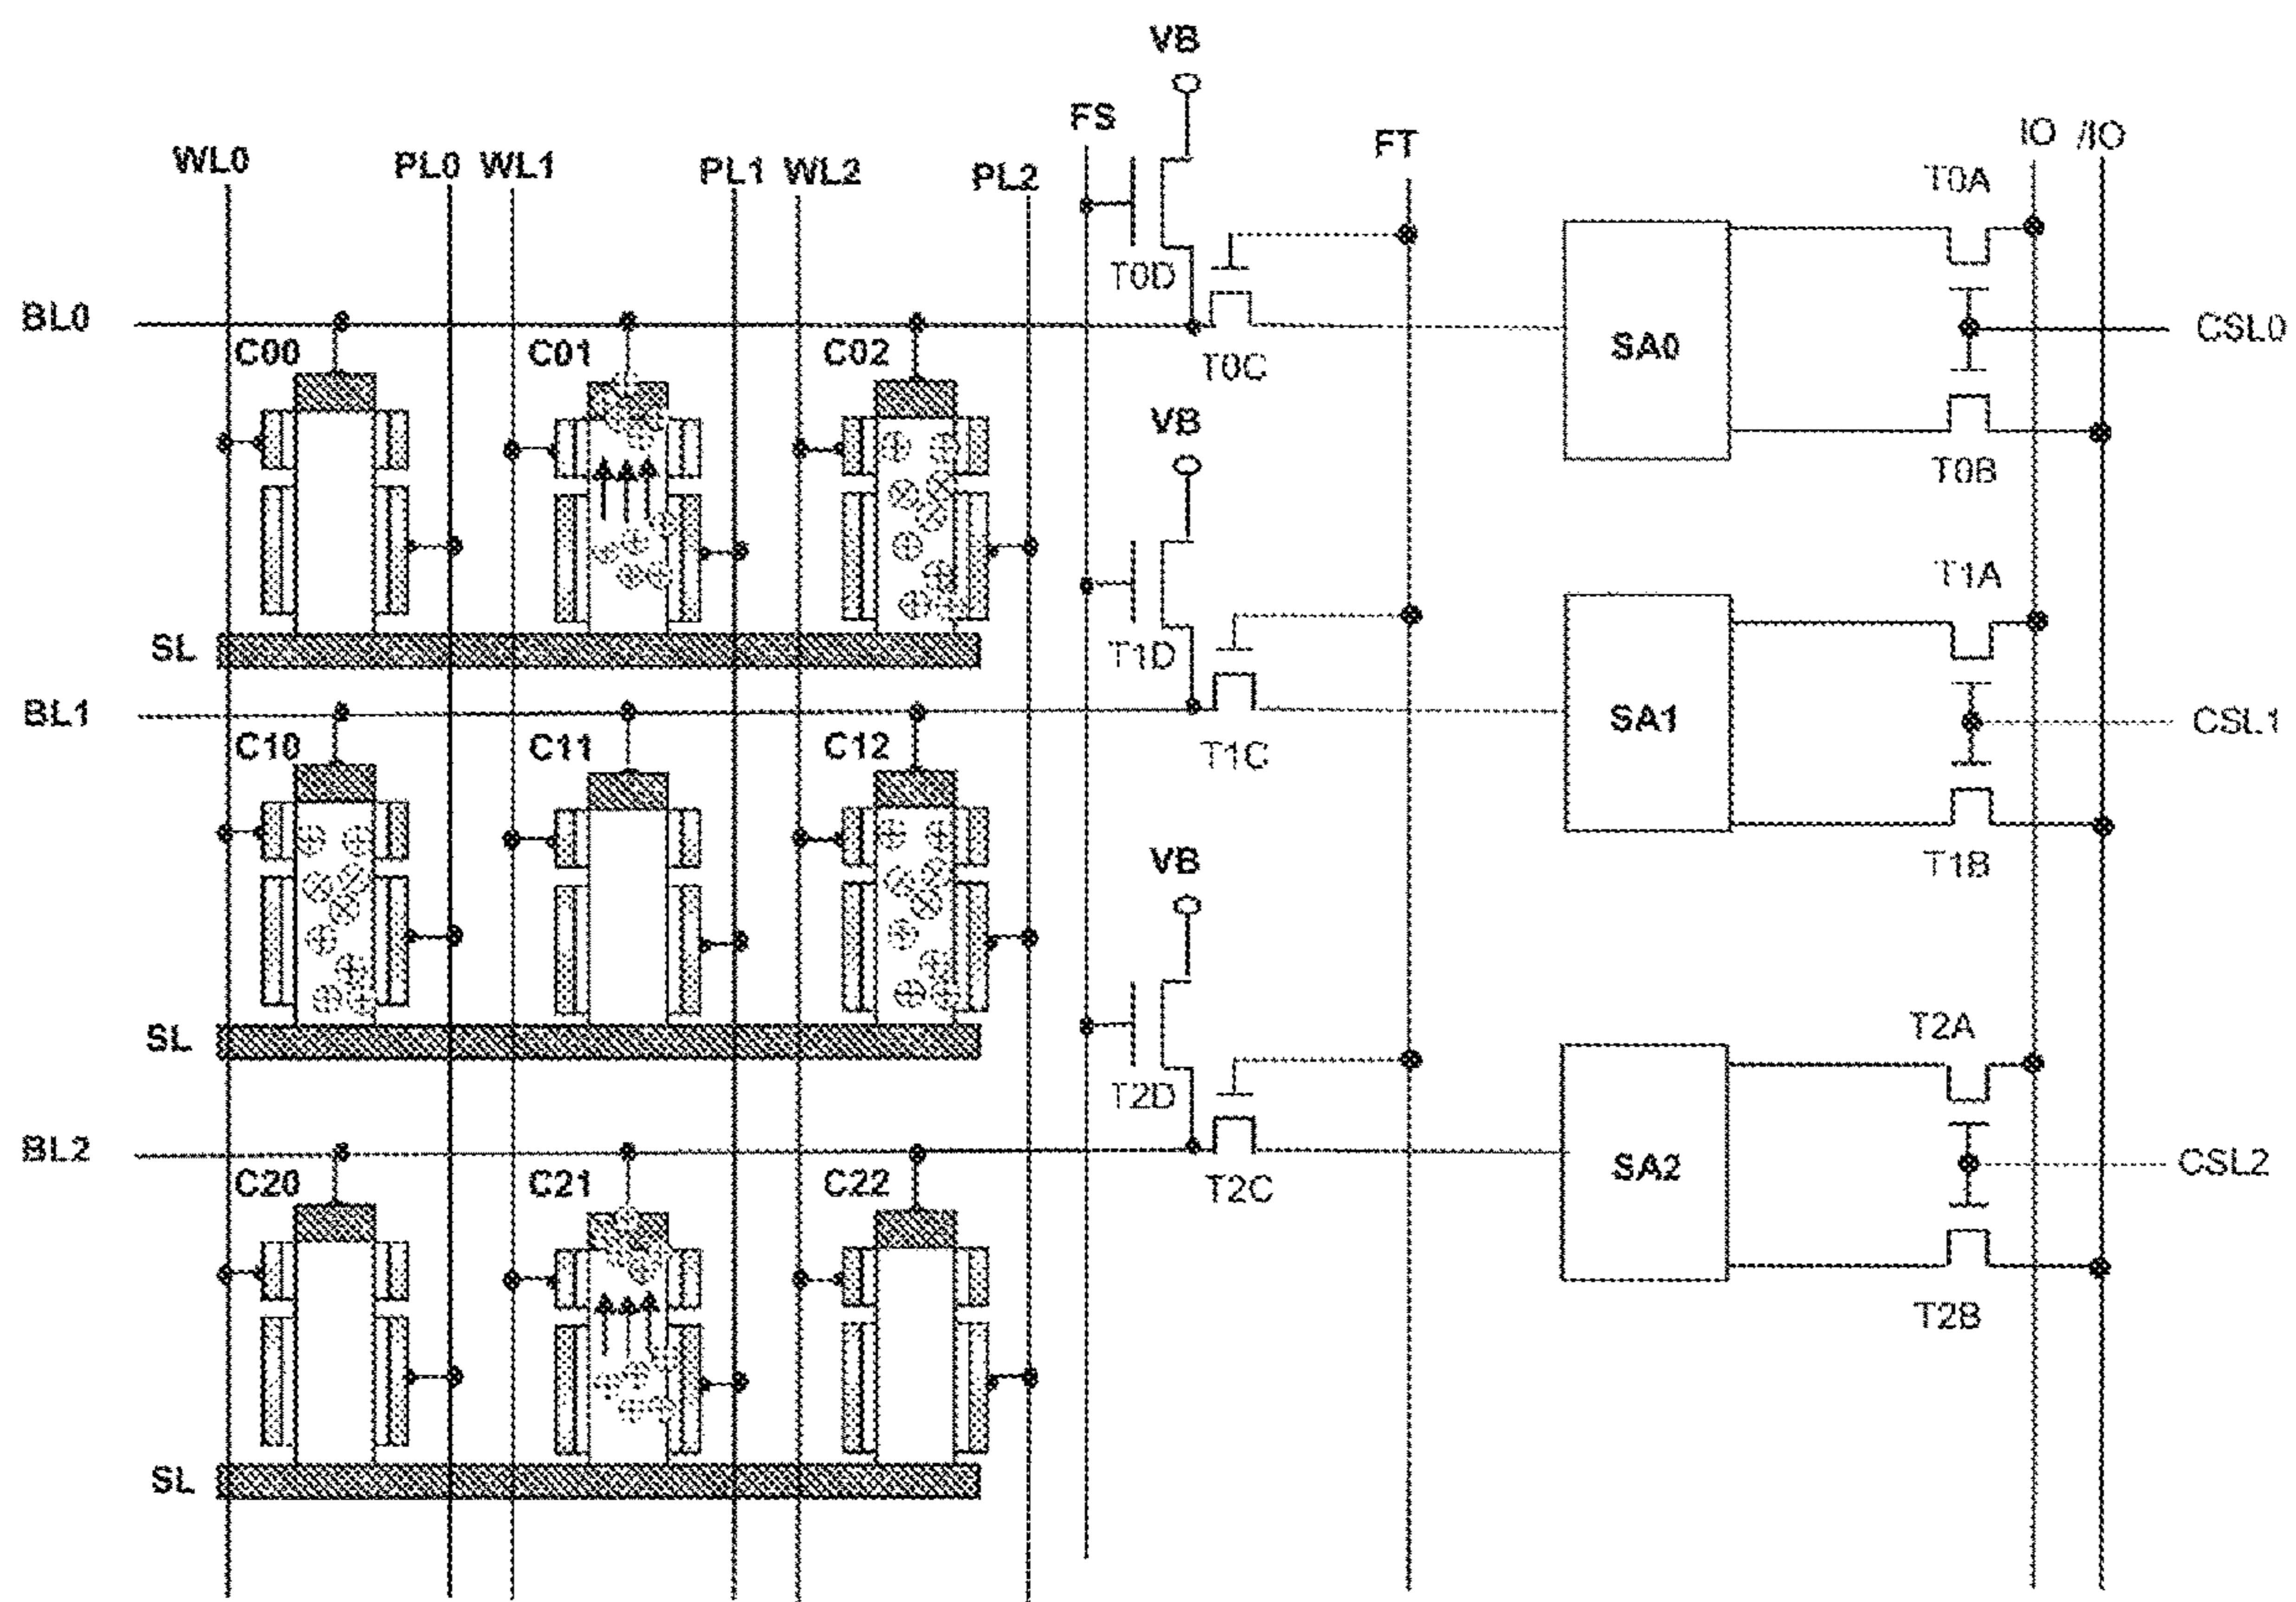 VB
FS
FT
IO /IO
WL0 PL0 WL1 PL1 WL2 PL2
T0A
T0D
BL0
CSL0
C00 C01 C02
T0C
SA0
VB
T0B
T1A
SL
T1D
BL1
SA1
CSL1
C10 C11 C12
T1C
VB
T1B
SL
T2A
T2D
BL2
SA2
CSL2
C20 C21 C22
T2C
T2B
SL